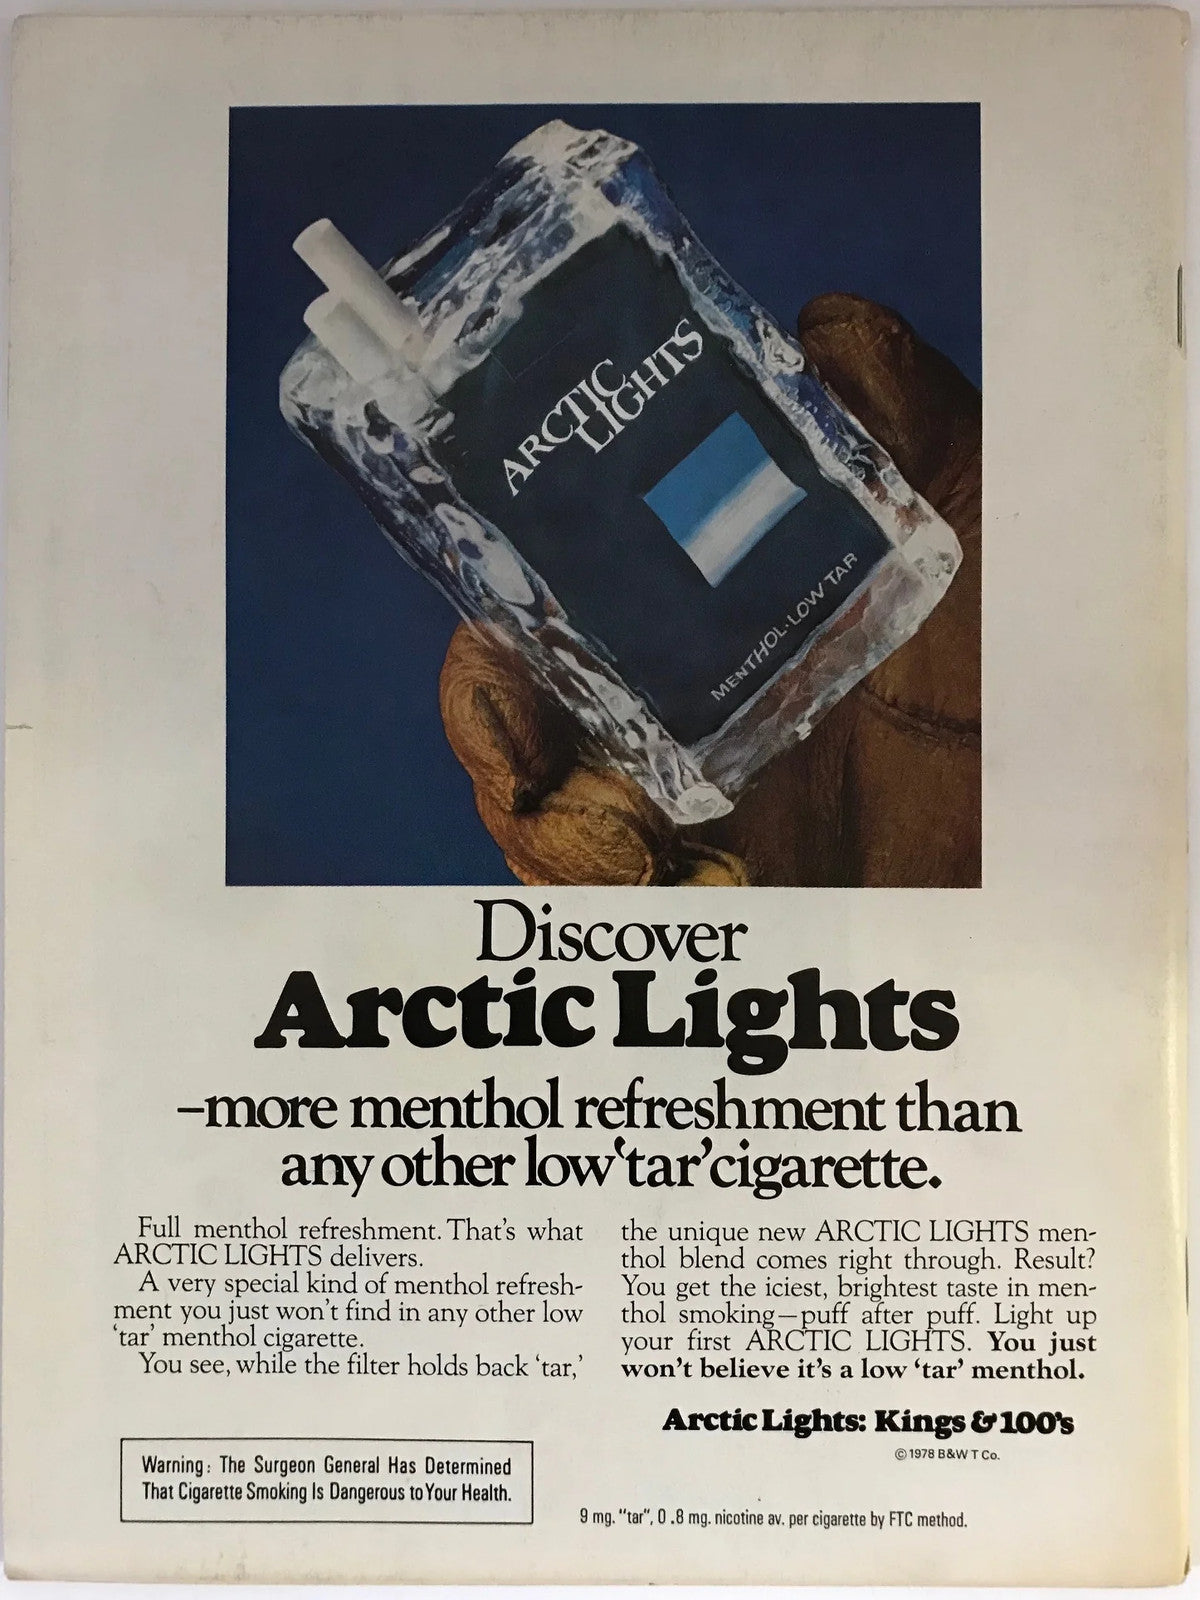 ARCTIC
LIGHTS
MENTHOL·LOW TAR
Discover
Arctic Lights
–more menthol refreshment than
any other low ‘tar’ cigarette.
Full menthol refreshment. That's what
ARCTIC LIGHTS delivers.
A very special kind of menthol refresh-
ment you just won't find in any other low
‘tar’ menthol cigarette.
You see, while the filter holds back ‘tar,’
the unique new ARCTIC LIGHTS men-
thol blend comes right through. Result?
You get the iciest, brightest taste in men-
thol smoking—puff after puff. Light up
your first ARCTIC LIGHTS. You just
won't believe it's a low ‘tar’ menthol.
Arctic Lights: Kings & 100's
© 1978 B&W T Co.
Warning: The Surgeon General Has Determined
That Cigarette Smoking Is Dangerous to Your Health.
9 mg. "tar", 0.8 mg. nicotine av. per cigarette by FTC method.